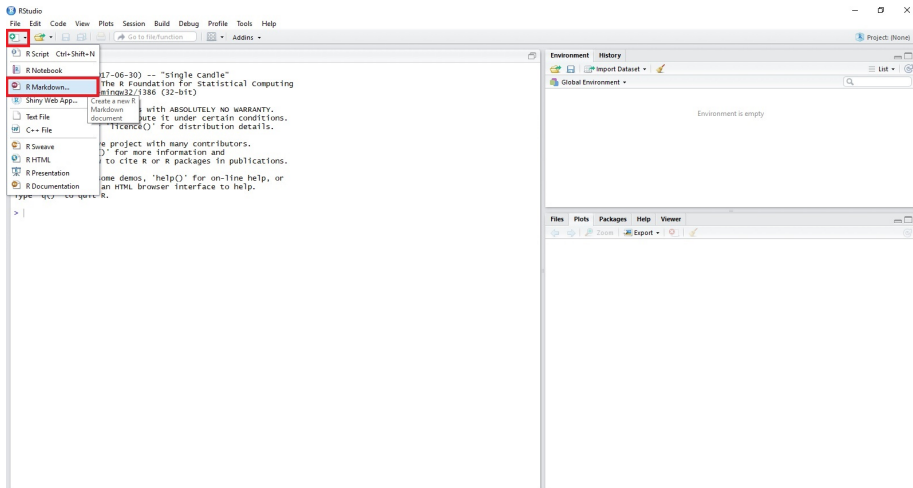 RStudio
File Edit Code View Plots Session Build Debug Profile Tools Help
Go to file/function Addins
Project: (None)
R Script Ctrl+Shift+N
R Notebook
R Markdown...
Shiny Web App...
Text File
C++ File
R Sweave
R HTML
R Presentation
R Documentation
Create a new R
Markdown
document
17-06-30) -- "Single Candle"
The R Foundation for Statistical Computing
mingw32/i386 (32-bit)
with ABSOLUTELY NO WARRANTY.
under certain conditions.
'licence()' for distribution details.
project with many contributors.
for more information and
to cite R or R packages in publications.
demos, 'help()' for on-line help, or
an HTML browser interface to help.
Type 'q()' to quit R.
>
Environment History
Import Dataset List
Global Environment
Environment is empty
Files Plots Packages Help Viewer
Zoom Export